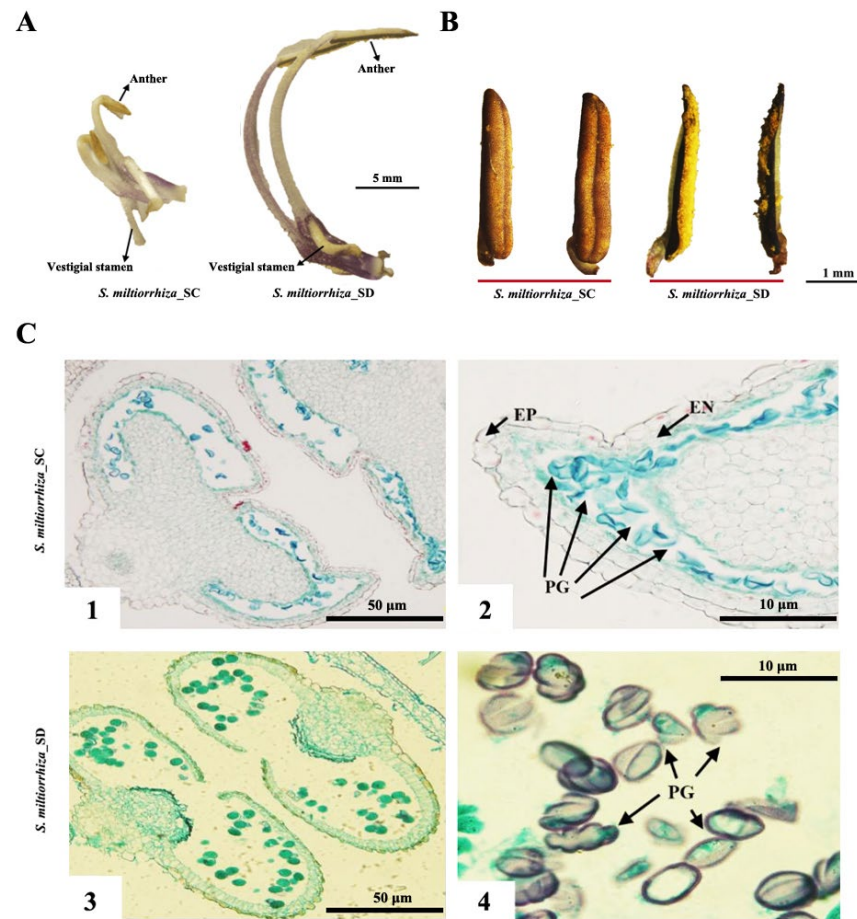 A
Anther
Vestigial stamen
S. miltiorrhiza_SC
Anther
Vestigial stamen
S. miltiorrhiza_SD
5 mm
B
S. miltiorrhiza_SC
S. miltiorrhiza_SD
1 mm
C
S. miltiorrhiza_SC
1
50 µm
EP
EN
PG
2
10 µm
S. miltiorrhiza_SD
3
50 µm
10 µm
PG
4